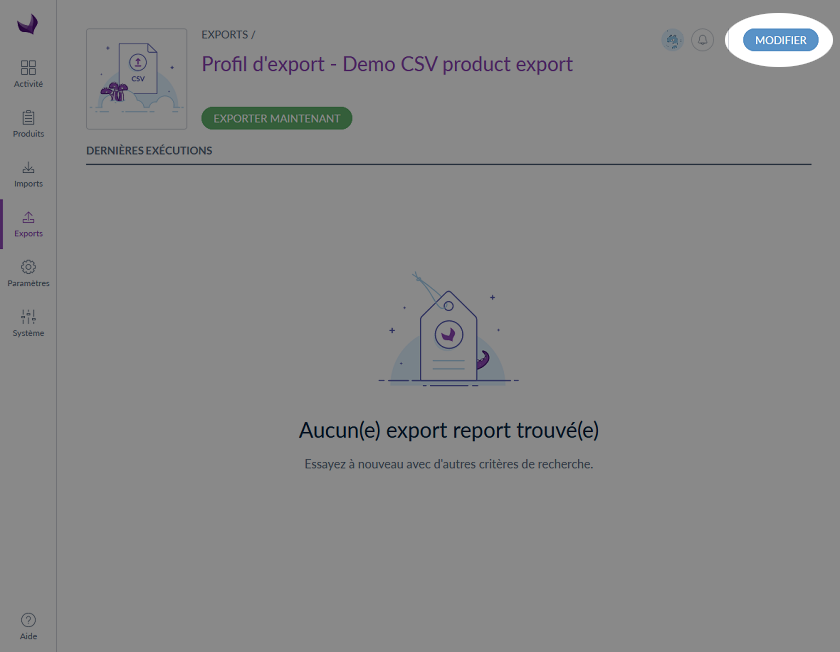 Activité
Produits
Imports
Exports
Paramètres
Système
Aide
CSV
EXPORTS /
Profil d'export - Demo CSV product export
EXPORTER MAINTENANT
MODIFIER
DERNIÈRES EXÉCUTIONS
Aucun(e) export report trouvé(e)
Essayez à nouveau avec d'autres critères de recherche.